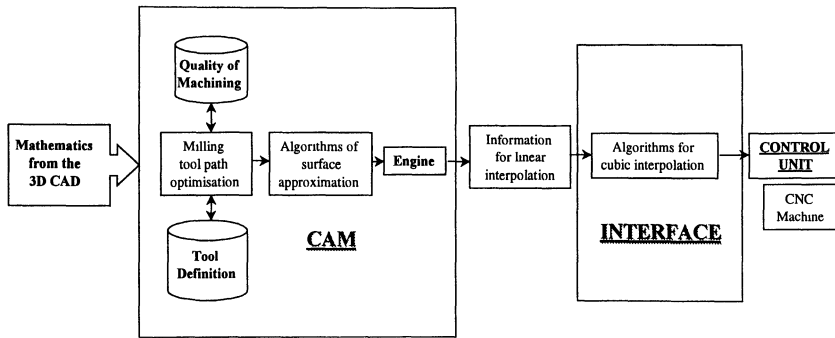 Quality of
Machining
Mathematics
from the
3D CAD
Milling
tool path
optimisation
Algorithms of
surface
approximation
Engine
Tool
Definition
CAM
Information
for linear
interpolation
Algorithms for
cubic interpolation
INTERFACE
CONTROL
UNIT
CNC
Machine